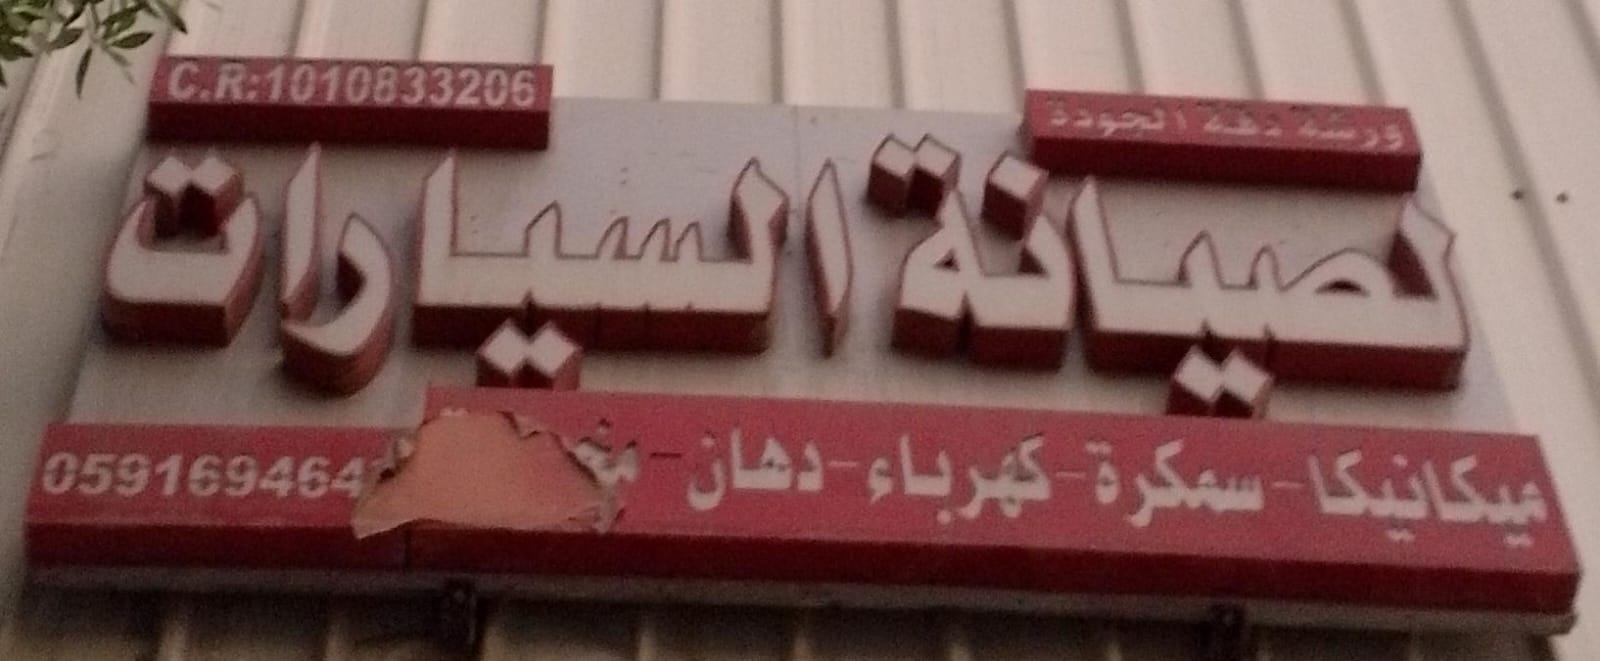 ورشة دقة الجودة
C.R:1010833206
لصيانة السيارات
ميكانيكا - سمكرة - كهرباء - دهان -
059169464